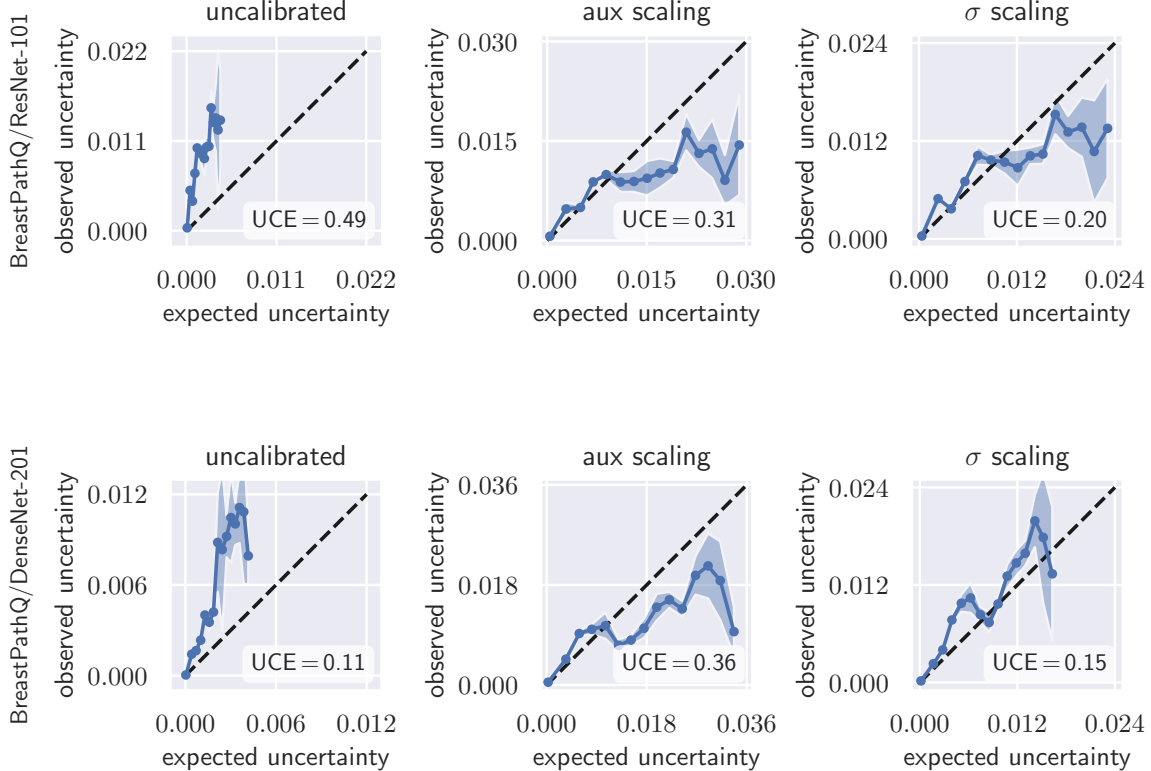 BreastPathQ/ResNet-101
uncalibrated
observed uncertainty
0.022
0.011
0.000
UCE = 0.49
0.000 0.011 0.022
expected uncertainty
aux scaling
observed uncertainty
0.030
0.015
0.000
UCE = 0.31
0.000 0.015 0.030
expected uncertainty
σ scaling
observed uncertainty
0.024
0.012
0.000
UCE = 0.20
0.000 0.012 0.024
expected uncertainty
BreastPathQ/DenseNet-201
uncalibrated
observed uncertainty
0.012
0.006
0.000
UCE = 0.11
0.000 0.006 0.012
expected uncertainty
aux scaling
observed uncertainty
0.036
0.018
0.000
UCE = 0.36
0.000 0.018 0.036
expected uncertainty
σ scaling
observed uncertainty
0.024
0.012
0.000
UCE = 0.15
0.000 0.012 0.024
expected uncertainty